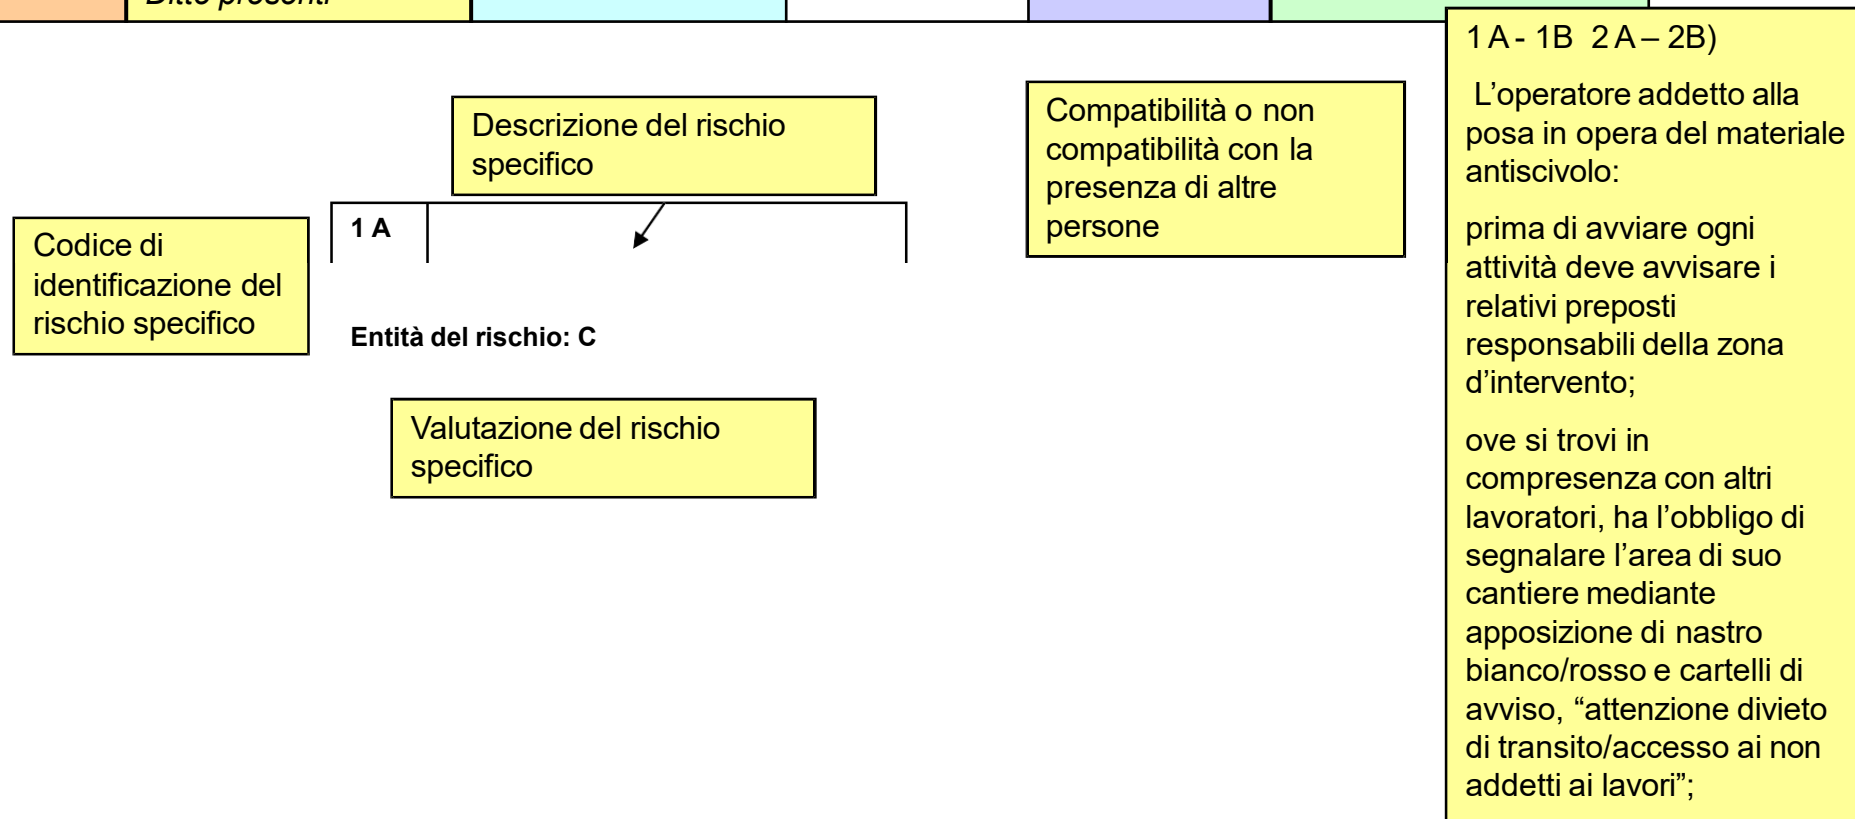 Ditte presenti
Descrizione del rischio
specifico
Compatibilità o non
compatibilità con la
presenza di altre
persone
1 A
Codice di
identificazione del
rischio specifico
Entità del rischio: C
Valutazione del rischio
specifico
1 A - 1B 2 A – 2B)
L’operatore addetto alla
posa in opera del materiale
antiscivolo:
prima di avviare ogni
attività deve avvisare i
relativi preposti
responsabili della zona
d’intervento;
ove si trovi in
compresenza con altri
lavoratori, ha l’obbligo di
segnalare l’area di suo
cantiere mediante
apposizione di nastro
bianco/rosso e cartelli di
avviso, “attenzione divieto
di transito/accesso ai non
addetti ai lavori”;